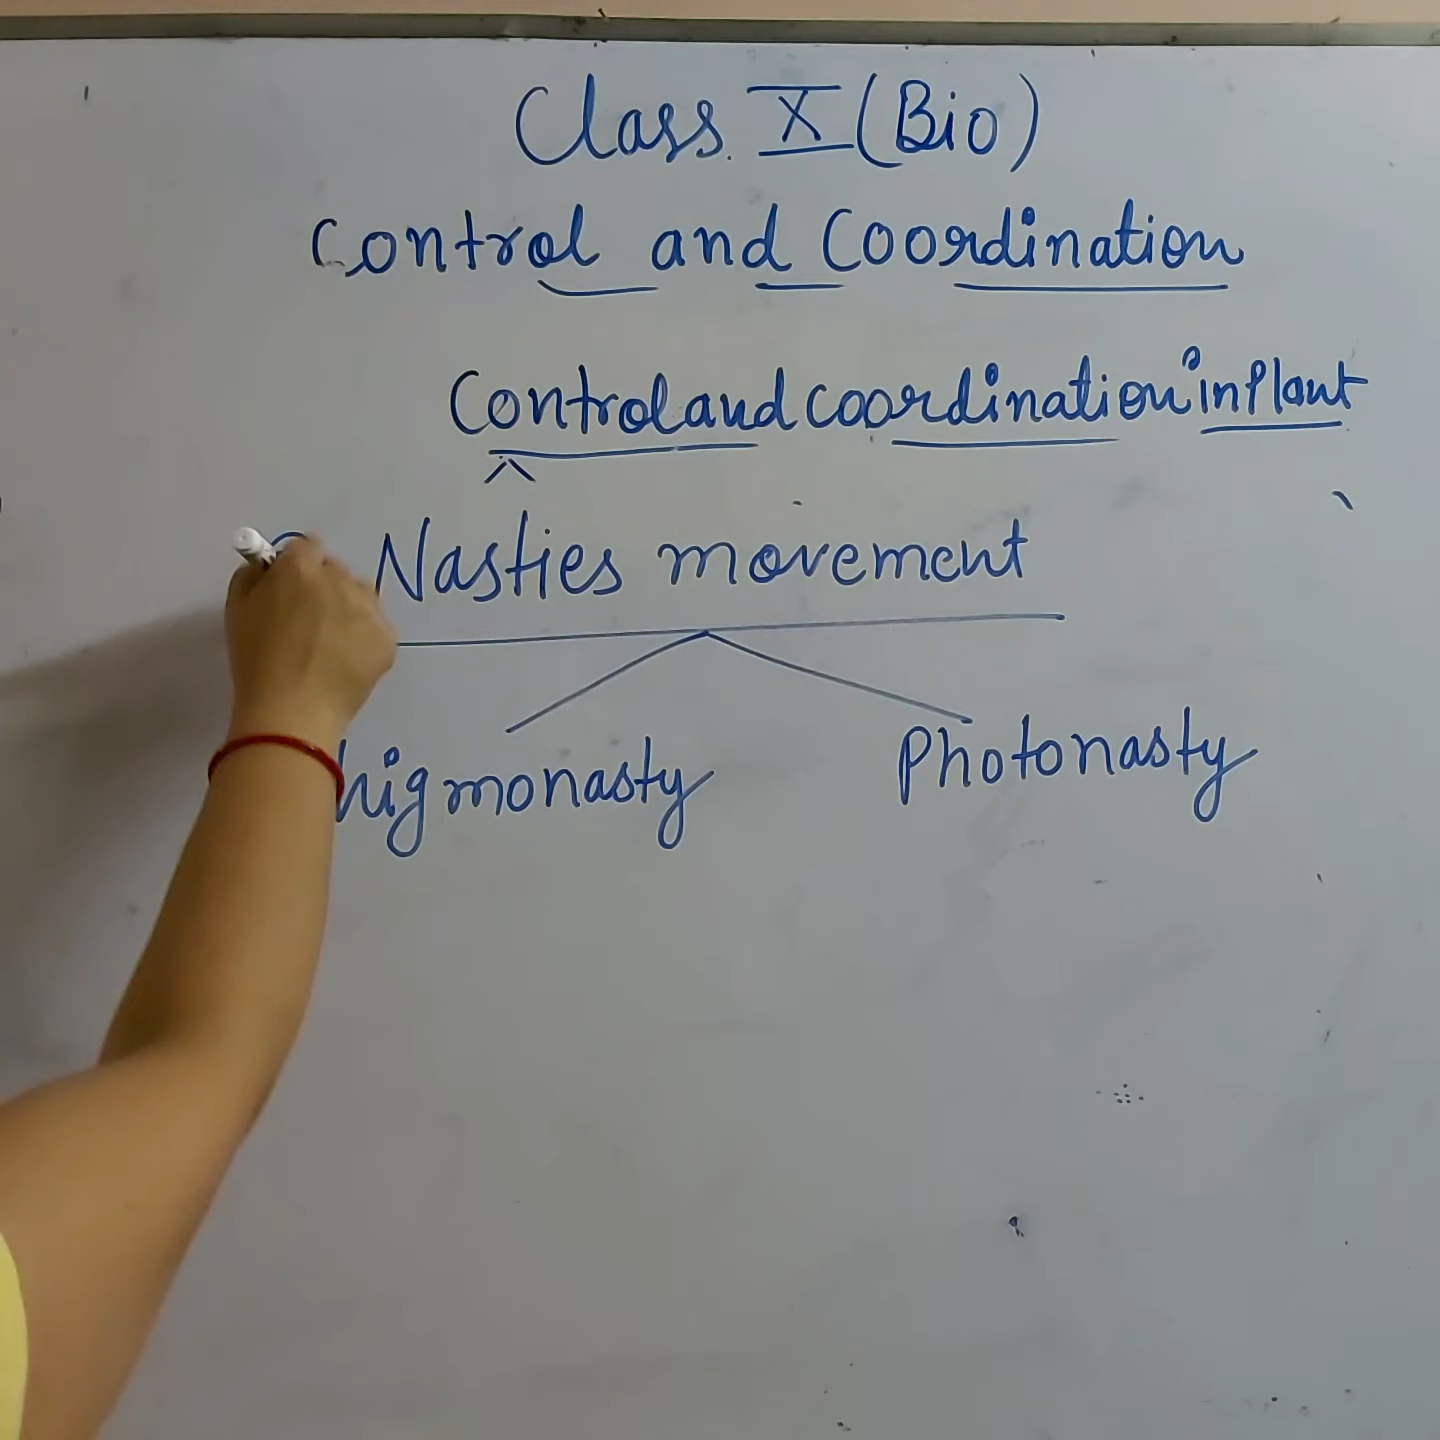 Class X (Bio)
Control and Coordination
Control and coordination in Plant
Nasties movement
higmonasty Photonasty